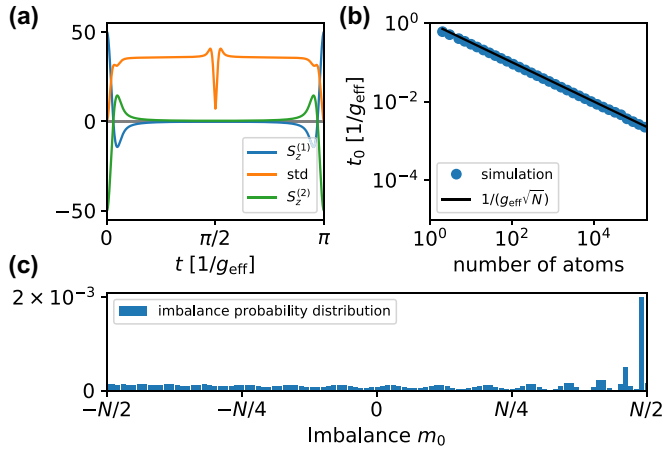 (a)
50
0
−50
S_z^{(1)}
std
S_z^{(2)}
0
π/2
π
t [1/g_eff]
(b)
10^0
10^{−2}
10^{−4}
t_0 [1/g_eff]
simulation
1/(g_eff√N)
10^0
10^2
10^4
number of atoms
(c)
2 × 10^{−3}
0
imbalance probability distribution
−N/2
−N/4
0
N/4
N/2
Imbalance m_0